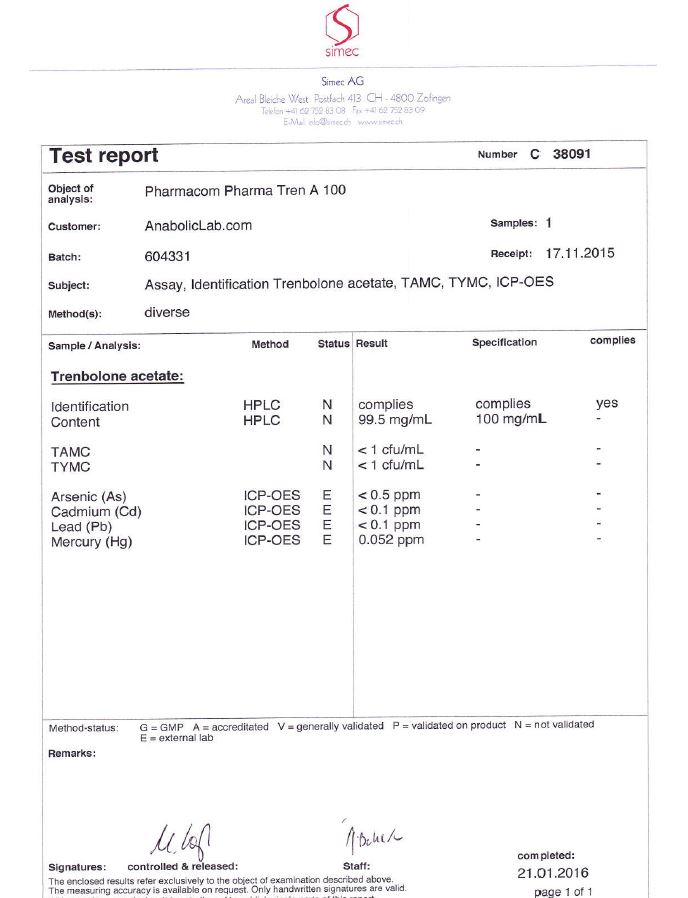 simec
Simec AG
Areal Bleiche West Postfach 413 CH - 4800 Zofingen
Telefon +41 62 752 83 08 Fax +41 62 752 83 09
E-Mail: info@simec.ch www.simec.ch
Test report Number C 38091
Object of analysis: Pharmacom Pharma Tren A 100
Customer: AnabolicLab.com Samples: 1
Batch: 604331 Receipt: 17.11.2015
Subject: Assay, Identification Trenbolone acetate, TAMC, TYMC, ICP-OES
Method(s): diverse
Sample / Analysis: Method Status Result Specification complies
Trenbolone acetate:
Identification HPLC N complies complies yes
Content HPLC N 99.5 mg/mL 100 mg/mL -
TAMC N < 1 cfu/mL - -
TYMC N < 1 cfu/mL - -
Arsenic (As) ICP-OES E < 0.5 ppm - -
Cadmium (Cd) ICP-OES E < 0.1 ppm - -
Lead (Pb) ICP-OES E < 0.1 ppm - -
Mercury (Hg) ICP-OES E 0.052 ppm - -
Method-status: G = GMP A = accreditated V = generally validated P = validated on product N = not validated
E = external lab
Remarks:
Signatures: controlled & released: Staff: completed:
21.01.2016
The enclosed results refer exclusively to the object of examination described above.
The measuring accuracy is available on request. Only handwritten signatures are valid.
page 1 of 1